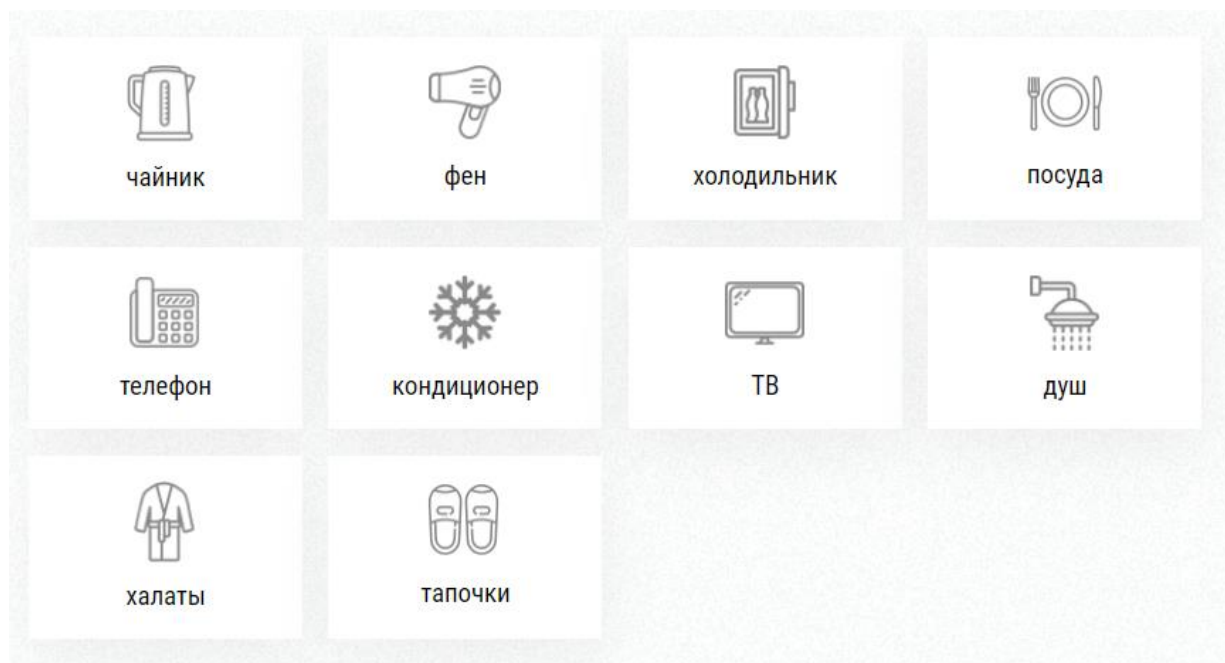 чайник
фен
холодильник
посуда
телефон
кондиционер
ТВ
душ
халаты
тапочки